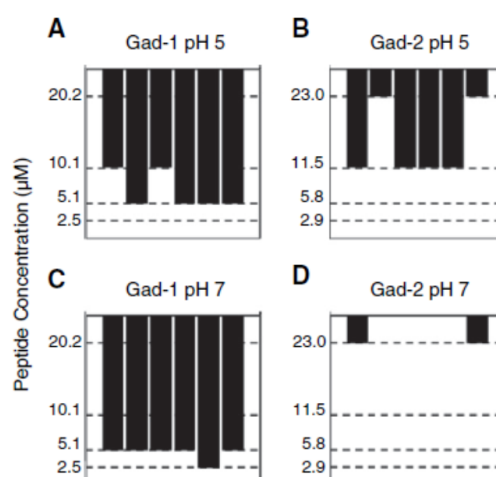 A
Gad-1 pH 5
20.2
10.1
5.1
2.5
B
Gad-2 pH 5
23.0
11.5
5.8
2.9
Peptide Concentration (µM)
C
Gad-1 pH 7
20.2
10.1
5.1
2.5
D
Gad-2 pH 7
23.0
11.5
5.8
2.9